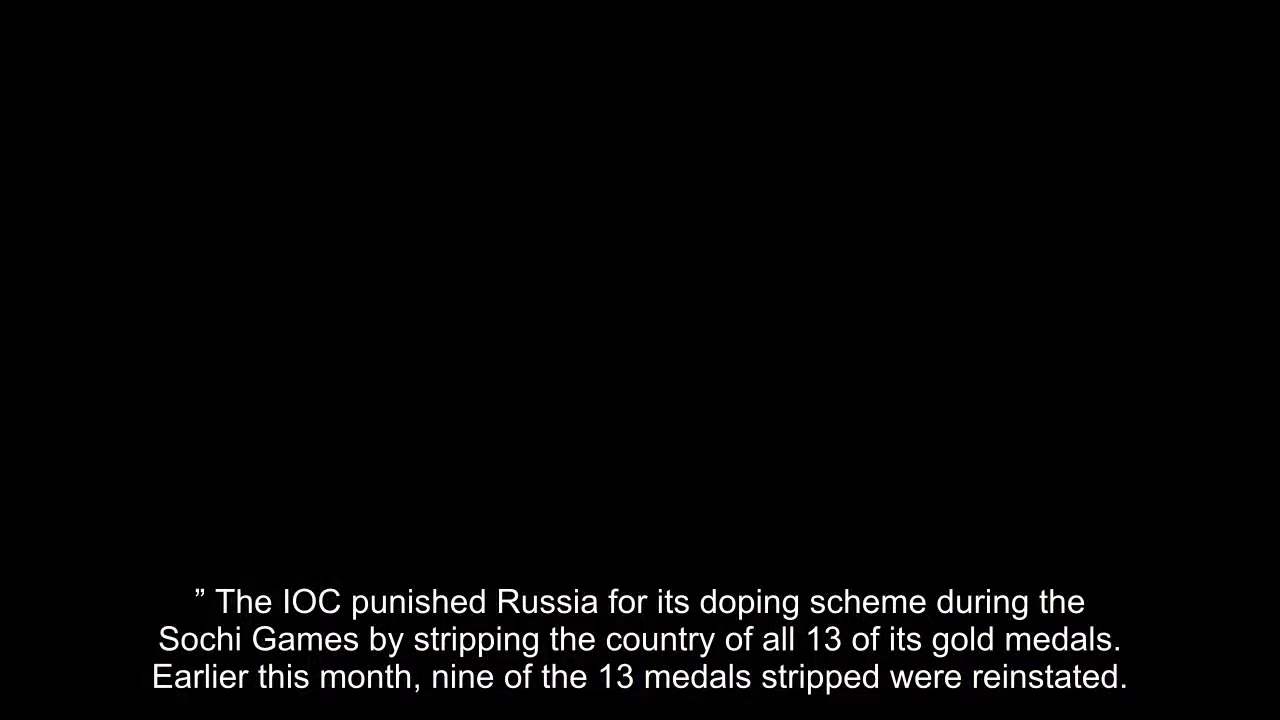 ” The IOC punished Russia for its doping scheme during the
Sochi Games by stripping the country of all 13 of its gold medals.
Earlier this month, nine of the 13 medals stripped were reinstated.